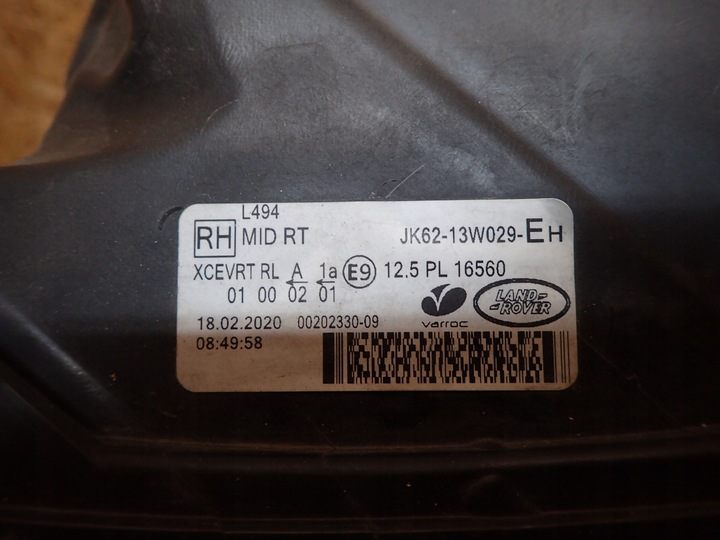 L494
RH MID RT JK62-13W029-EH
XCEVRT RL A 1a E9 12.5 PL 16560
01 00 02 01
varroc
LAND-
ROVER
18.02.2020 00202330-09
08:49:58